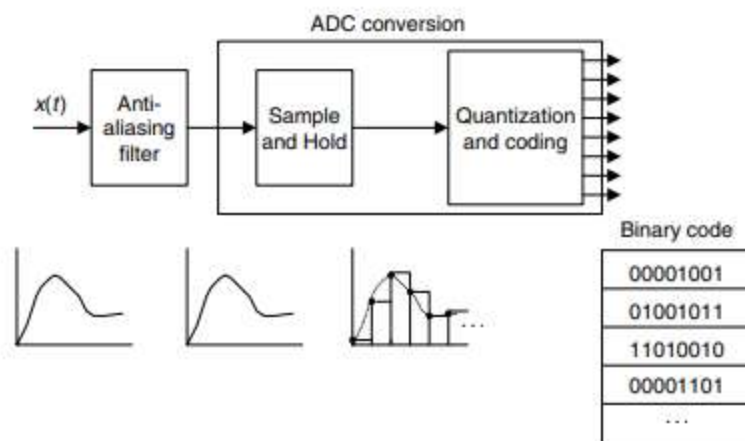 ADC conversion
x(t)
Anti-
aliasing
filter
Sample
and Hold
Quantization
and coding
Binary code
00001001
01001011
11010010
00001101
...
...